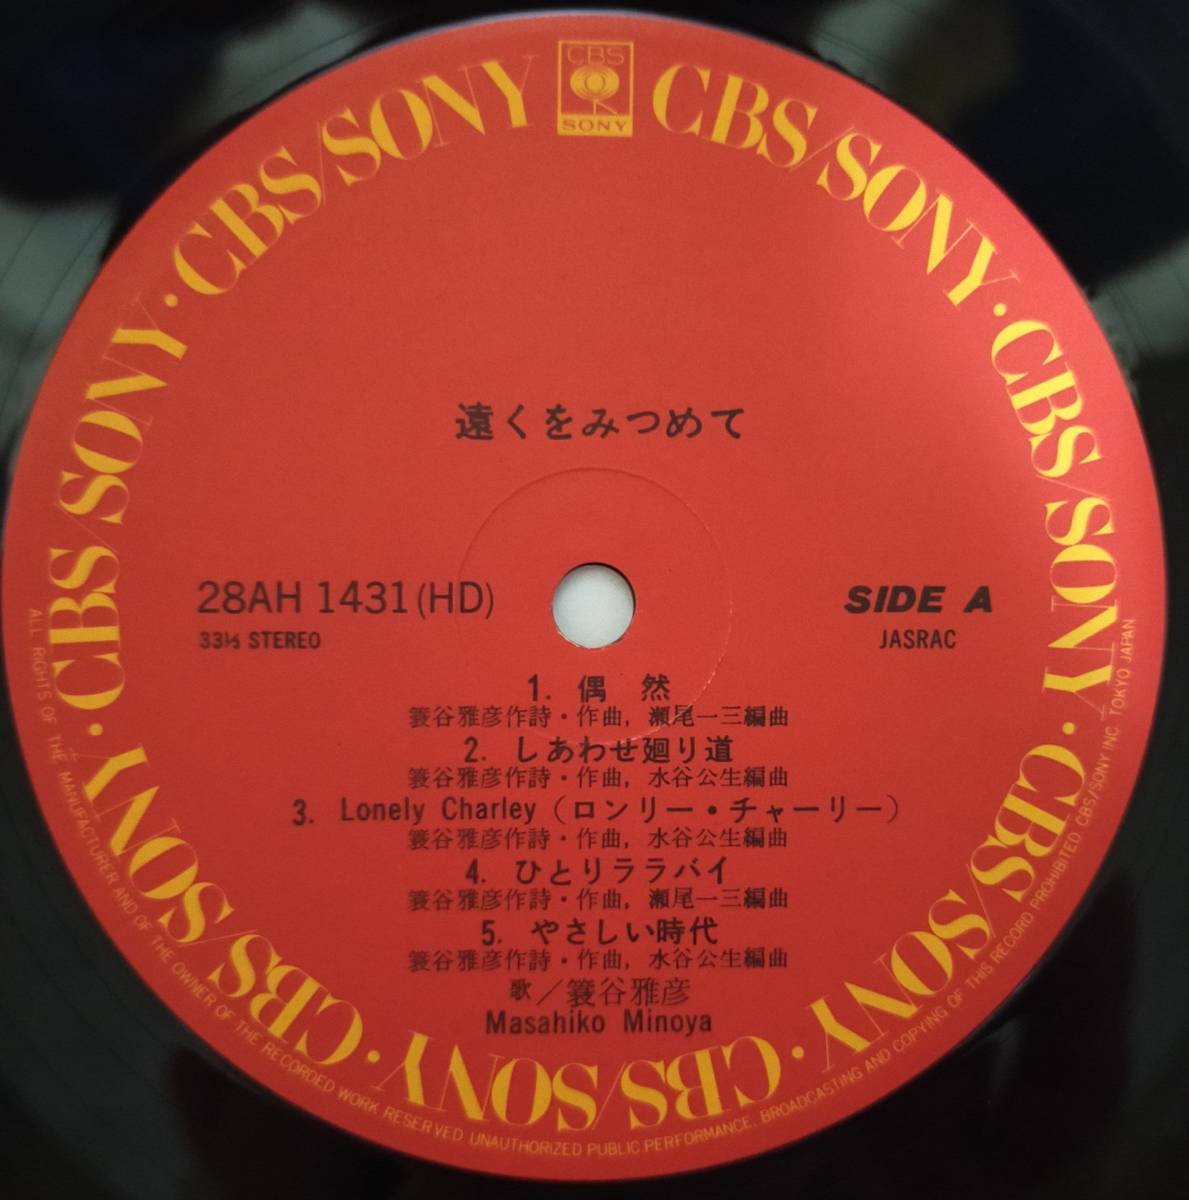 CBS
SONY
CBS/SONY · CBS/SONY · CBS/SONY · CBS/SONY · CBS/SONY · CBS/SONY · CBS/SONY · CBS/SONY
遠くをみつめて
28AH 1431(HD)
SIDE A
33⅓ STEREO
JASRAC
1. 偶 然
簑谷雅彦作詩・作曲, 瀬尾一三編曲
2. しあわせ廻り道
簑谷雅彦作詩・作曲, 水谷公生編曲
3. Lonely Charley (ロンリー・チャーリー)
簑谷雅彦作詩・作曲, 水谷公生編曲
4. ひとりララバイ
簑谷雅彦作詩・作曲, 瀬尾一三編曲
5. やさしい時代
簑谷雅彦作詩・作曲, 水谷公生編曲
歌/簑谷雅彦
Masahiko Minoya
ALL RIGHTS OF THE MANUFACTURER AND OF THE OWNER OF THE RECORDED WORK RESERVED UNAUTHORIZED PUBLIC PERFORMANCE, BROADCASTING AND COPYING OF THIS RECORD PROHIBITED CBS/SONY INC. TOKYO JAPAN